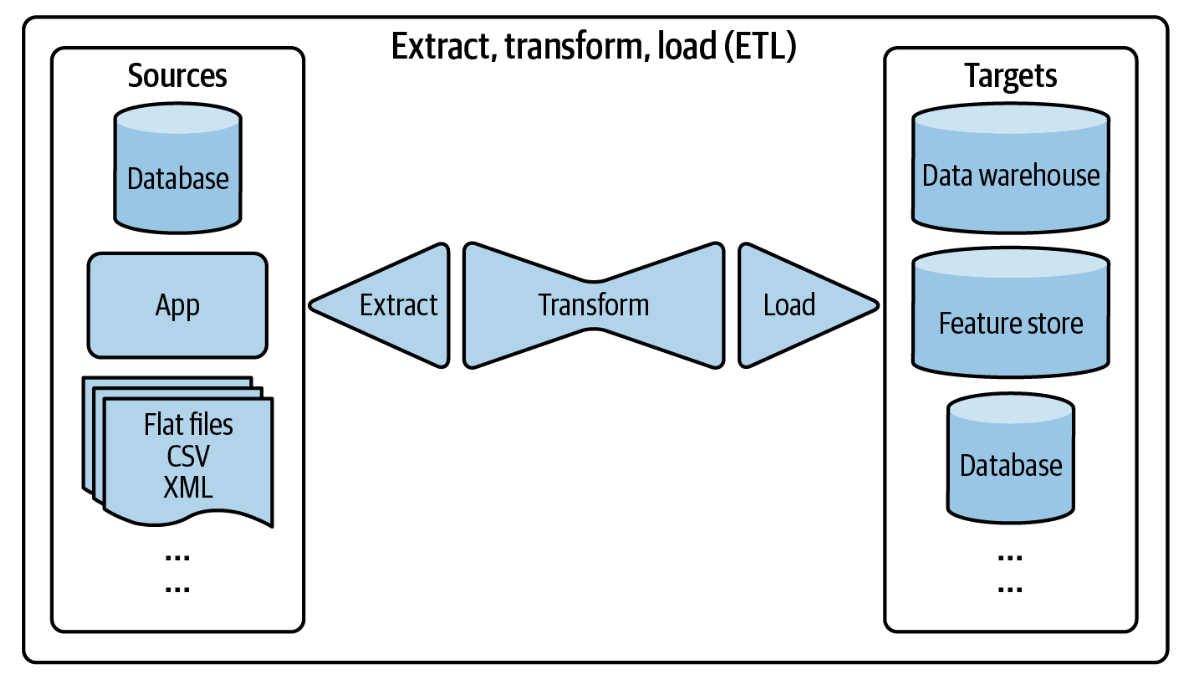 Extract, transform, load (ETL)
Sources
Database
App
Flat files
CSV
XML
...
...
Extract
Transform
Load
Targets
Data warehouse
Feature store
Database
...
...